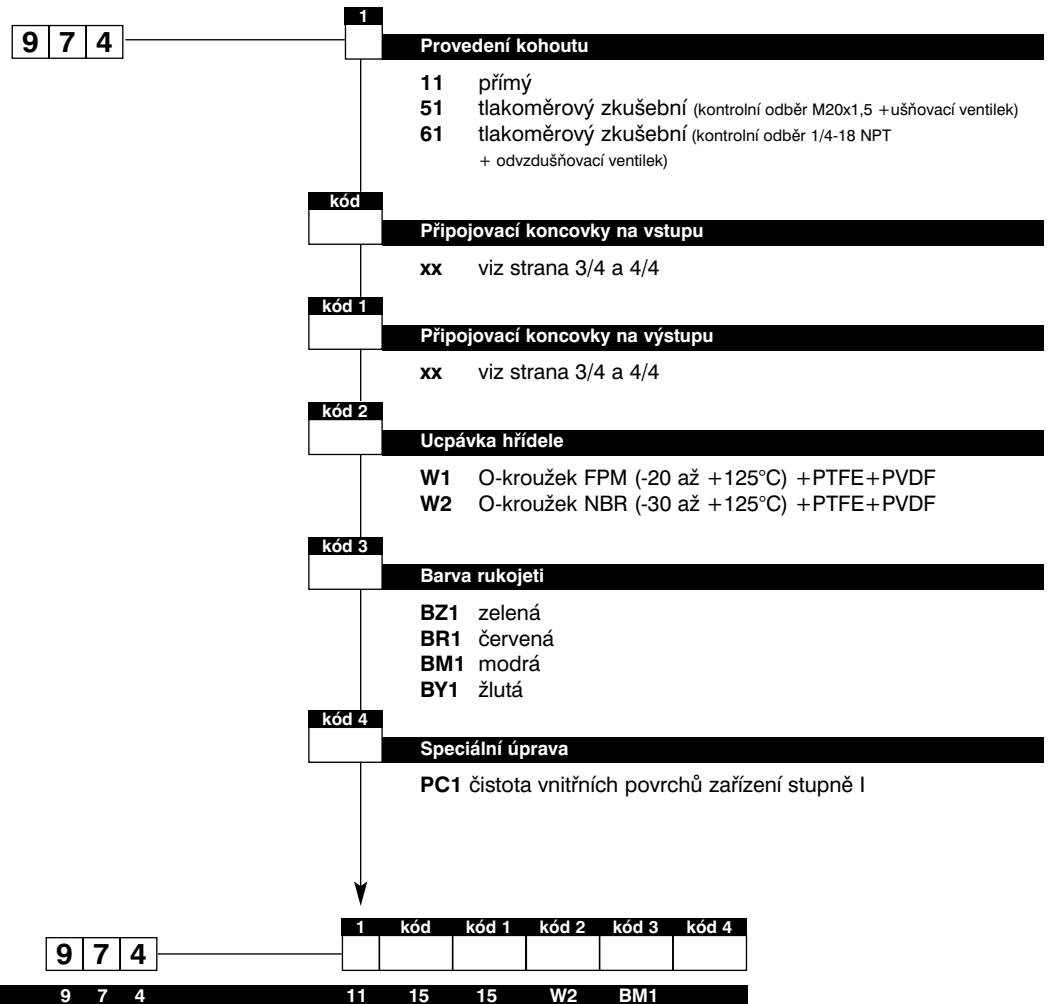 1
9 7 4
Provedení kohoutu
11 přímý
51 tlakoměrový zkušební (kontrolní odběr M20x1,5 +ušňovací ventilek)
61 tlakoměrový zkušební (kontrolní odběr 1/4-18 NPT
+ odvzdušňovací ventilek)
kód
Připojovací koncovky na vstupu
xx viz strana 3/4 a 4/4
kód 1
Připojovací koncovky na výstupu
xx viz strana 3/4 a 4/4
kód 2
Ucpávka hřídele
W1 O-kroužek FPM (-20 až +125°C) +PTFE+PVDF
W2 O-kroužek NBR (-30 až +125°C) +PTFE+PVDF
kód 3
Barva rukojeti
BZ1 zelená
BR1 červená
BM1 modrá
BY1 žlutá
kód 4
Speciální úprava
PC1 čistota vnitřních povrchů zařízení stupně I
1 kód kód 1 kód 2 kód 3 kód 4
9 7 4
9 7 4 11 15 15 W2 BM1